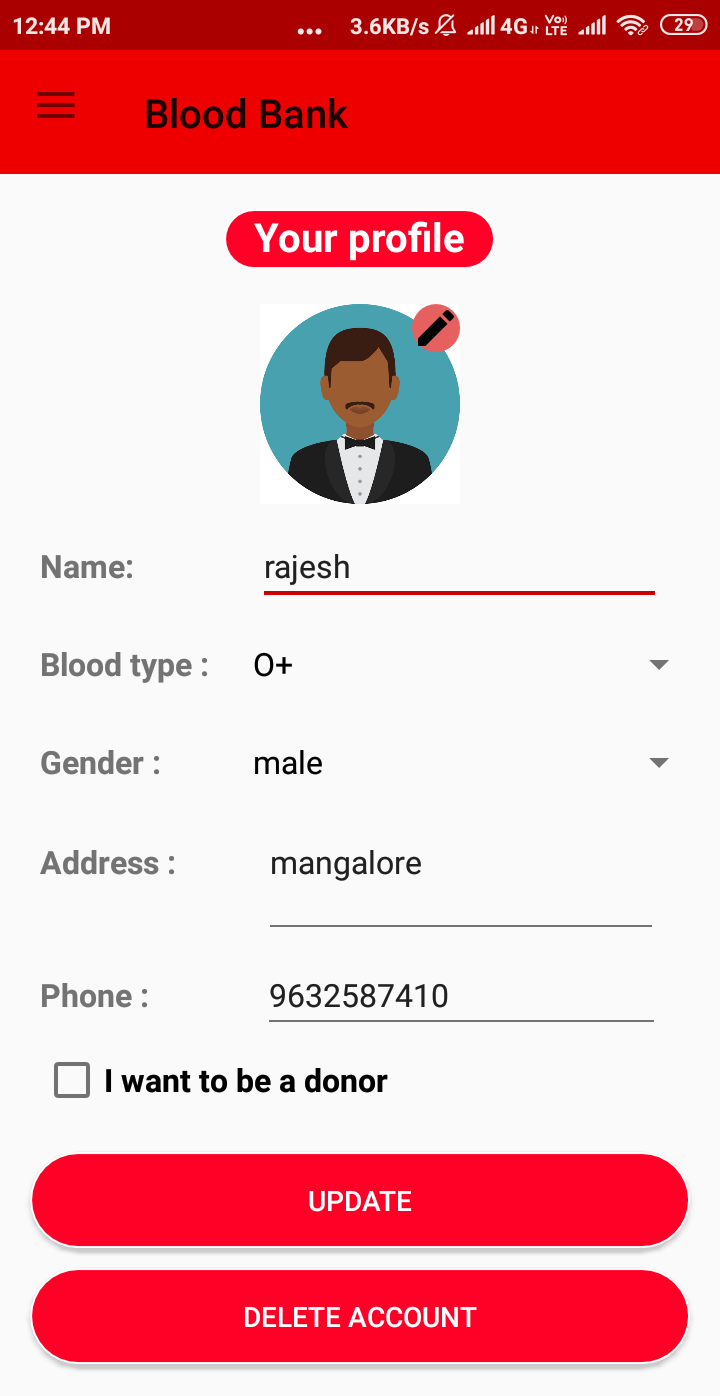 12:44 PM ... 3.6KB/s 4G Vo) LTE 29
Blood Bank
Your profile
Name: rajesh
Blood type : O+
Gender : male
Address : mangalore
Phone : 9632587410
I want to be a donor
UPDATE
DELETE ACCOUNT